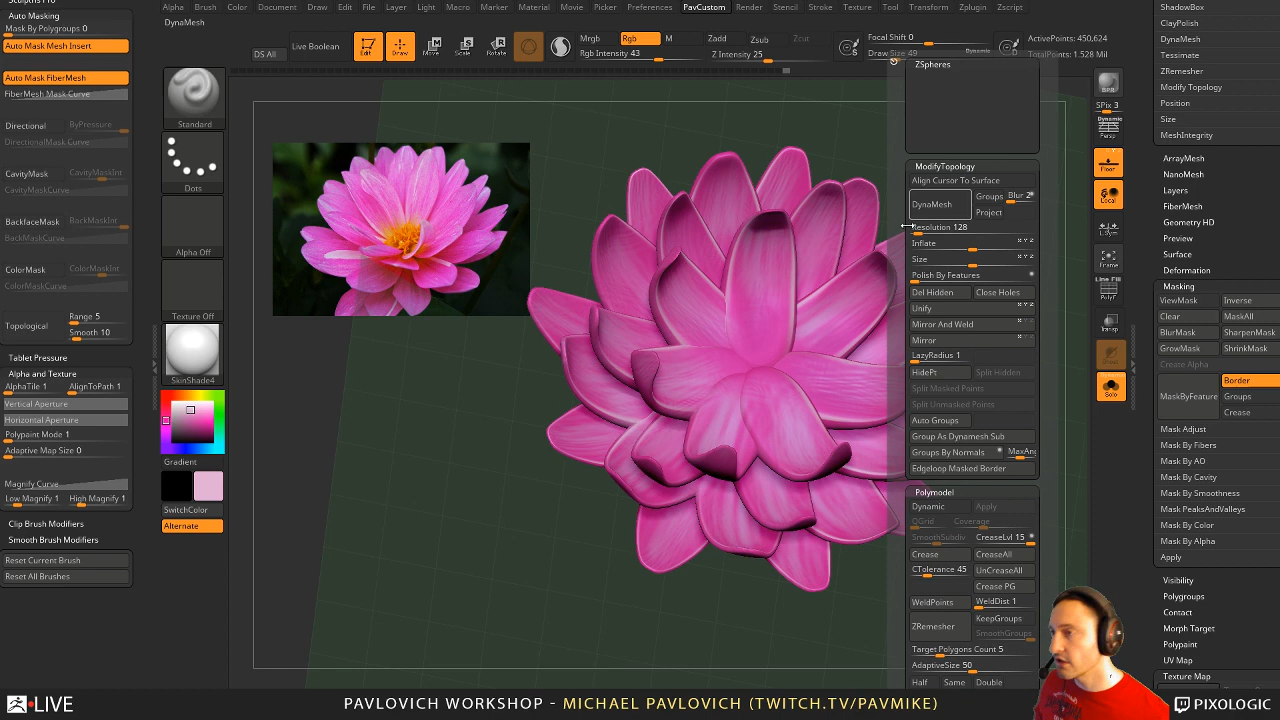 Auto Masking
Mask By Polygroups 0
Auto Mask Mesh Insert
Auto Mask FiberMesh
FiberMesh Mask Curve
Directional ByPressure
DirectionalMask Curve
CavityMask CavityMaskInt
CavityMaskCurve
BackfaceMask BackMaskInt
BackMaskCurve
ColorMask ColorMaskInt
ColorMaskCurve
Topological
Range 5
Smooth 10
Tablet Pressure
Alpha and Texture
AlphaTile 1 AlignToPath 1
Vertical Aperture
Horizontal Aperture
Polypaint Mode 1
Adaptive Map Size 0
Magnify Curve
Low Magnify 1 High Magnify 1
Clip Brush Modifiers
Smooth Brush Modifiers
Reset Current Brush
Reset All Brushes
Alpha Brush Color Document Draw Edit File Layer Light Macro Marker Material Movie Picker Preferences PavCustom Render Stencil Stroke Texture Tool Transform Zplugin Zscript
DynaMesh
DS All
Live Boolean
Edit
Draw
Move
Scale
Rotate
Mrgb Rgb M
Rgb Intensity 43
Zadd Zsub Zcut
Z Intensity 25
Focal Shift 0
Draw Size 49
Dynamic
ActivePoints: 450,624
TotalPoints: 1.528 Mil
Standard
Dots
Alpha Off
Texture Off
SkinShade4
Gradient
SwitchColor
Alternate
ZSpheres
ModifyTopology
Align Cursor To Surface
DynaMesh
Groups
Project
Resolution 128
Inflate
Size
Polish By Features
Del Hidden Close Holes
Unify
Mirror And Weld
Mirror
LazyRadius 1
HidePt Split Hidden
Split Masked Points
Split Unmasked Points
Auto Groups
Group As Dynamesh Sub
Groups By Normals
Edgeloop Masked Border
Polymodel
Dynamic Apply
QGrid Coverage
SmoothSubdiv CreaseLvl 15
Crease CreaseAll
CTolerance 45 UnCreaseAll
Crease PG
WeldPoints WeldDist 1
ZRemesher
KeepGroups
SmoothGroups
Target Polygons Count 5
AdaptiveSize 50
Half Same Double
BPR
SPix 3
Dynamic
Persp
Floor
Local
Frame
Line Fill
PolyF
Transp
Solo
ShadowBox
ClayPolish
DynaMesh
Tessimate
ZRemesher
Modify Topology
Position
Size
MeshIntegrity
ArrayMesh
NanoMesh
Layers
FiberMesh
Geometry HD
Preview
Surface
Deformation
Masking
ViewMask Inverse
Clear MaskAll
BlurMask SharpenMask
GrowMask ShrinkMask
Create Alpha
MaskByFeature
Border
Groups
Crease
Mask Adjust
Mask By Fibers
Mask By AO
Mask By Cavity
Mask By Smoothness
Mask PeaksAndValleys
Mask By Color
Mask By Alpha
Apply
Visibility
Polygroups
Contact
Morph Target
Polypaint
UV Map
Texture Map
LIVE
PAVLOVICH WORKSHOP - MICHAEL PAVLOVICH (TWITCH.TV/PAVMIKE)
PIXOLOGIC